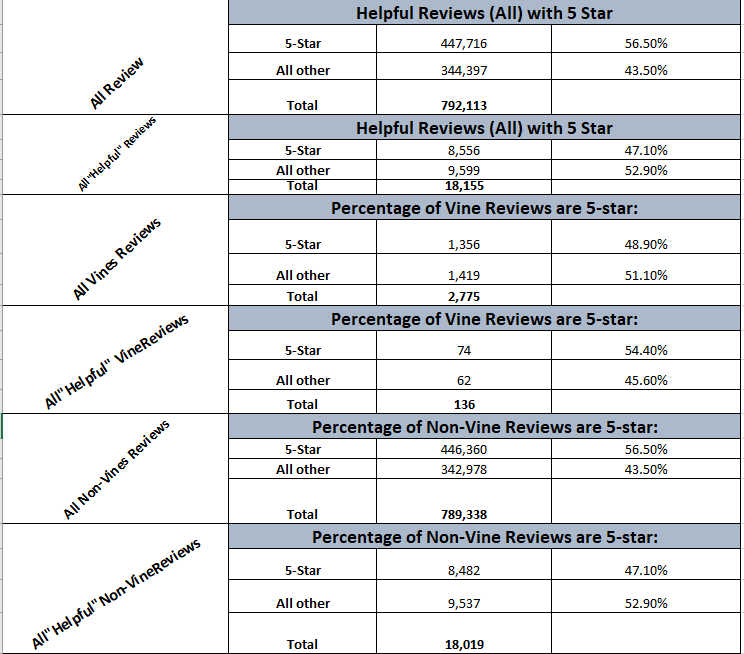 Helpful Reviews (All) with 5 Star
All Review
5-Star 447,716 56.50%
All other 344,397 43.50%
Total 792,113
Helpful Reviews (All) with 5 Star
All "Helpful" Reviews
5-Star 8,556 47.10%
All other 9,599 52.90%
Total 18,155
Percentage of Vine Reviews are 5-star:
All Vines Reviews
5-Star 1,356 48.90%
All other 1,419 51.10%
Total 2,775
Percentage of Vine Reviews are 5-star:
All"Helpful" VineReviews
5-Star 74 54.40%
All other 62 45.60%
Total 136
Percentage of Non-Vine Reviews are 5-star:
All Non-Vines Reviews
5-Star 446,360 56.50%
All other 342,978 43.50%
Total 789,338
Percentage of Non-Vine Reviews are 5-star:
All"Helpful"Non-VineReviews
5-Star 8,482 47.10%
All other 9,537 52.90%
Total 18,019